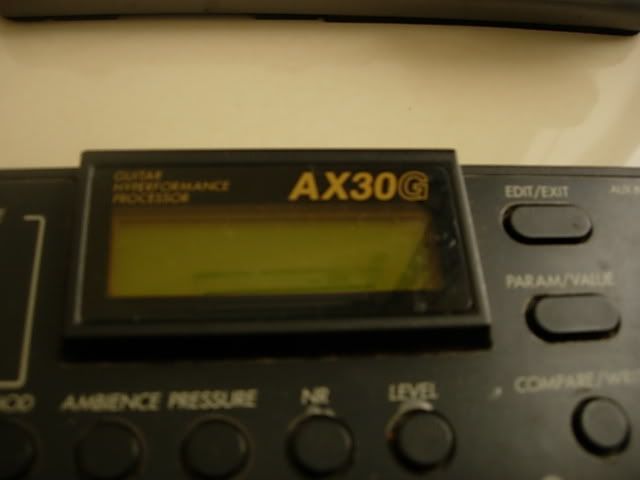 GUITAR
HYPERFORMANCE
PROCESSOR
AX30G
EDIT/EXIT
PARAM/VALUE
AMBIENCE PRESSURE NR LEVEL